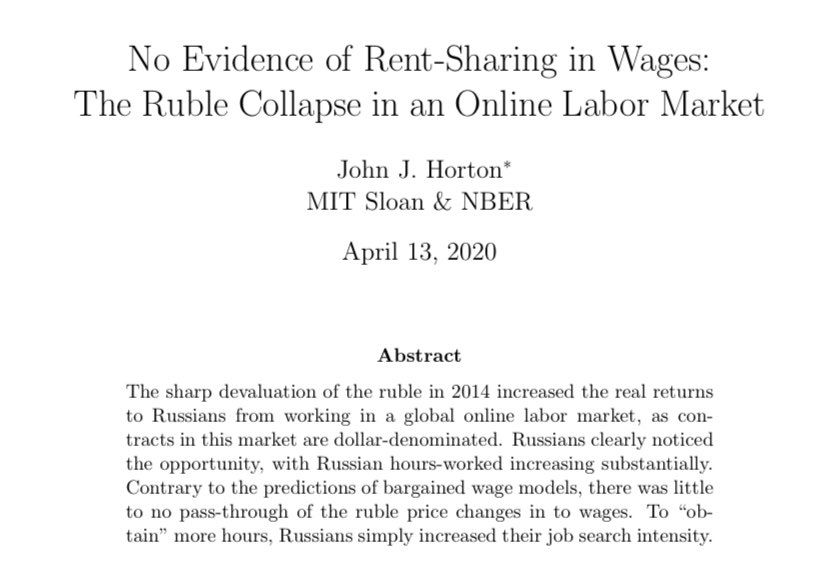 No Evidence of Rent-Sharing in Wages:
The Ruble Collapse in an Online Labor Market
John J. Horton*
MIT Sloan & NBER
April 13, 2020
Abstract
The sharp devaluation of the ruble in 2014 increased the real returns
to Russians from working in a global online labor market, as con-
tracts in this market are dollar-denominated. Russians clearly noticed
the opportunity, with Russian hours-worked increasing substantially.
Contrary to the predictions of bargained wage models, there was little
to no pass-through of the ruble price changes in to wages. To “ob-
tain” more hours, Russians simply increased their job search intensity.